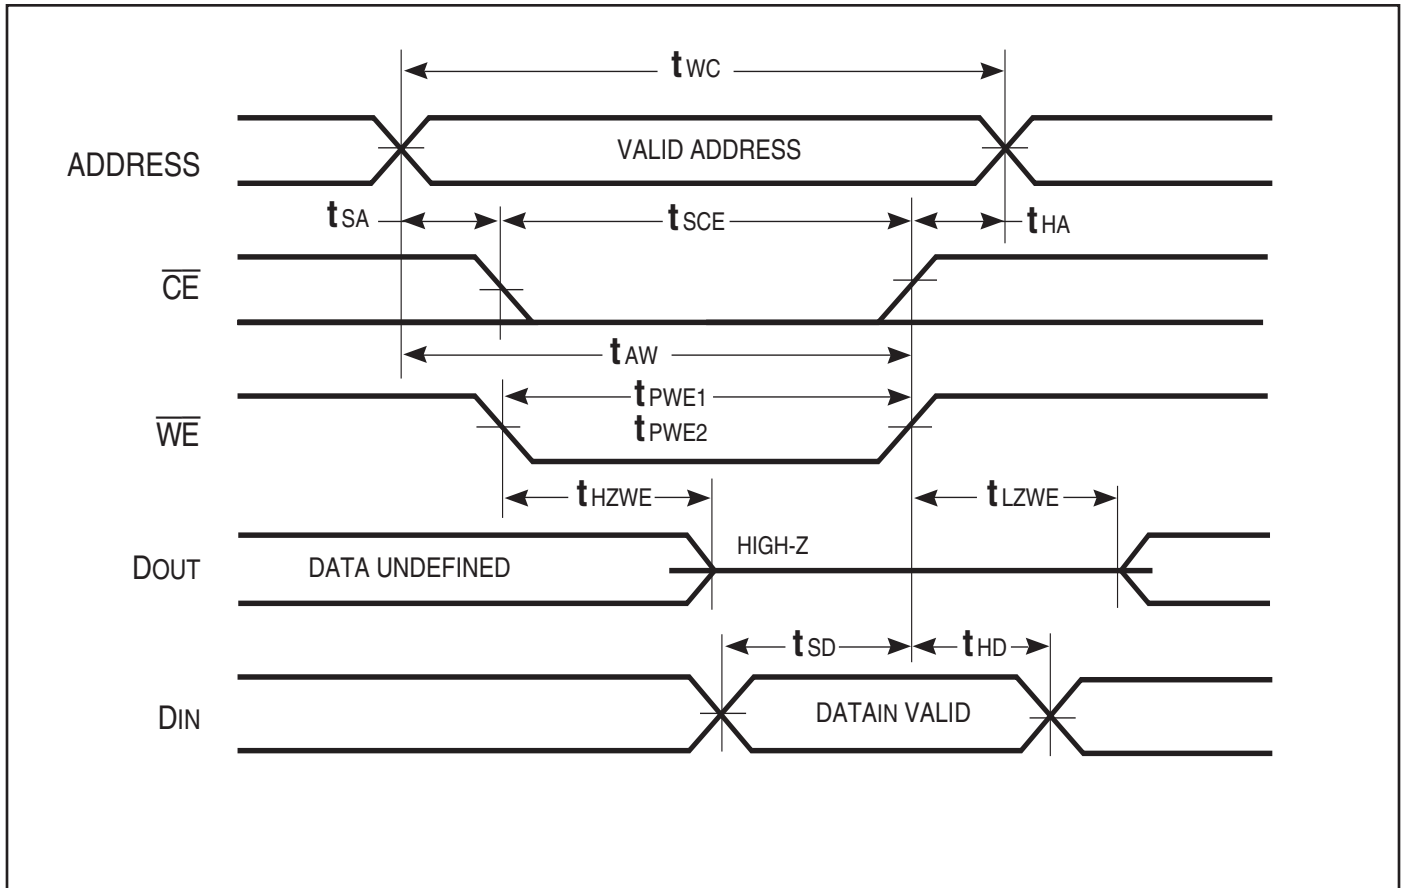 tWC
ADDRESS
VALID ADDRESS
tSA
tSCE
tHA
CE
tAW
WE
tPWE1
tPWE2
tHZWE
tLZWE
DOUT
DATA UNDEFINED
HIGH-Z
tSD
tHD
DIN
DATAIN VALID